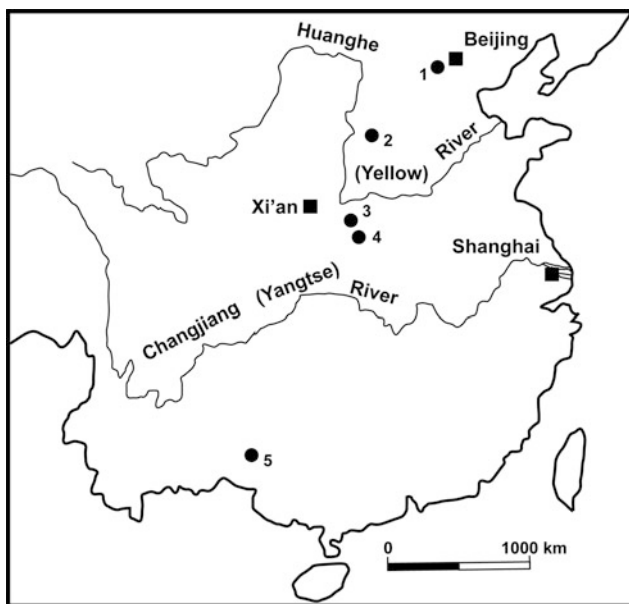 Huanghe
Beijing
1
2
River
(Yellow)
Xi'an
3
4
Shanghai
Changjiang (Yangtse) River
5
0 1000 km